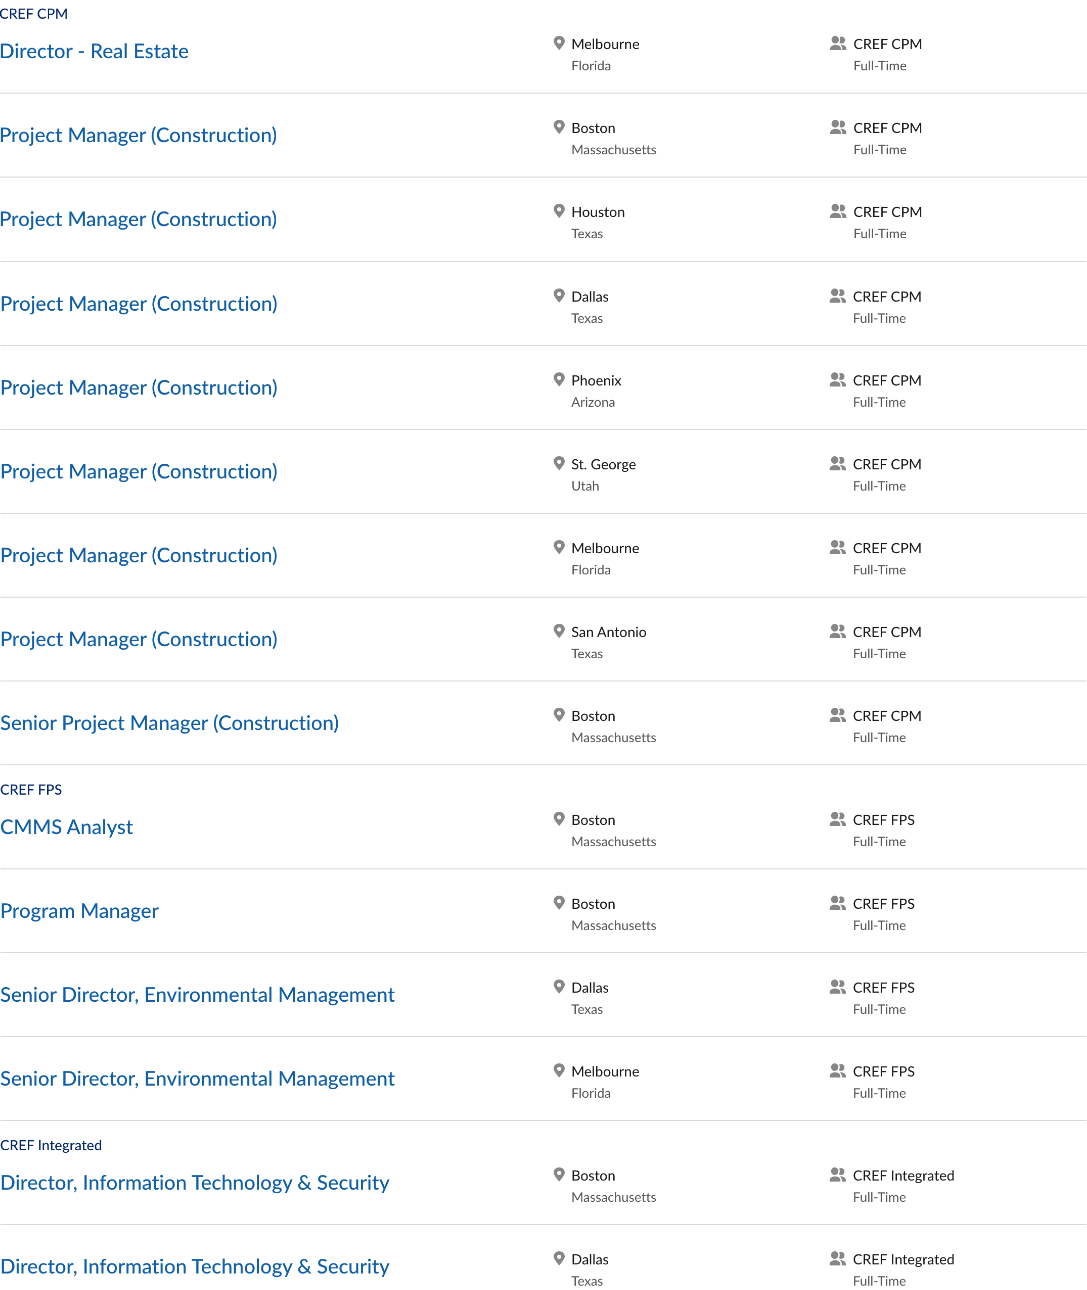 CREF CPM
Director - Real Estate
Melbourne
Florida
CREF CPM
Full-Time
Project Manager (Construction)
Boston
Massachusetts
CREF CPM
Full-Time
Project Manager (Construction)
Houston
Texas
CREF CPM
Full-Time
Project Manager (Construction)
Dallas
Texas
CREF CPM
Full-Time
Project Manager (Construction)
Phoenix
Arizona
CREF CPM
Full-Time
Project Manager (Construction)
St. George
Utah
CREF CPM
Full-Time
Project Manager (Construction)
Melbourne
Florida
CREF CPM
Full-Time
Project Manager (Construction)
San Antonio
Texas
CREF CPM
Full-Time
Senior Project Manager (Construction)
Boston
Massachusetts
CREF CPM
Full-Time
CREF FPS
CMMS Analyst
Boston
Massachusetts
CREF FPS
Full-Time
Program Manager
Boston
Massachusetts
CREF FPS
Full-Time
Senior Director, Environmental Management
Dallas
Texas
CREF FPS
Full-Time
Senior Director, Environmental Management
Melbourne
Florida
CREF FPS
Full-Time
CREF Integrated
Director, Information Technology & Security
Boston
Massachusetts
CREF Integrated
Full-Time
Director, Information Technology & Security
Dallas
Texas
CREF Integrated
Full-Time